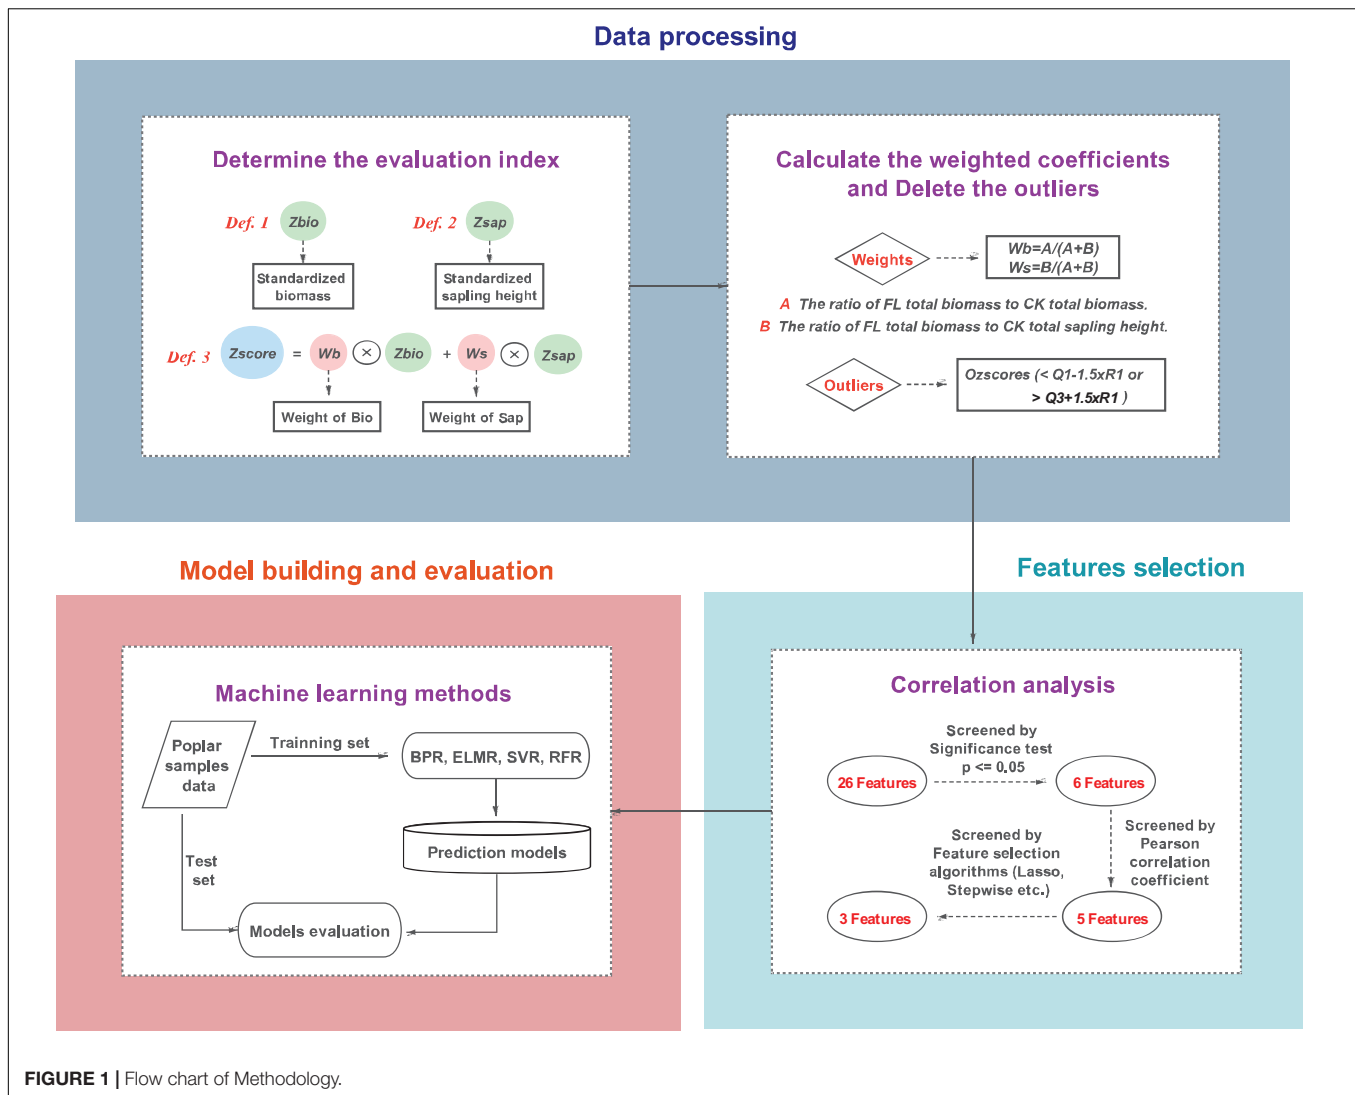 Data processing
Determine the evaluation index
Def. 1 Zbio
Def. 2 Zsap
Standardized
biomass
Standardized
sapling height
Def. 3 Zscore = Wb × Zbio + Ws × Zsap
Weight of Bio
Weight of Sap
Calculate the weighted coefficients
and Delete the outliers
Weights
Wb=A/(A+B)
Ws=B/(A+B)
A The ratio of FL total biomass to CK total biomass.
B The ratio of FL total biomass to CK total sapling height.
Outliers
Ozscores (< Q1-1.5xR1 or
> Q3+1.5xR1 )
Model building and evaluation
Machine learning methods
Poplar
samples
data
Trainning set
BPR, ELMR, SVR, RFR
Prediction models
Test
set
Models evaluation
Features selection
Correlation analysis
Screened by
Significance test
p <= 0.05
26 Features
6 Features
Screened by
Pearson
correlation
coefficient
Screened by
Feature selection
algorithms (Lasso,
Stepwise etc.)
3 Features
5 Features
FIGURE 1 | Flow chart of Methodology.